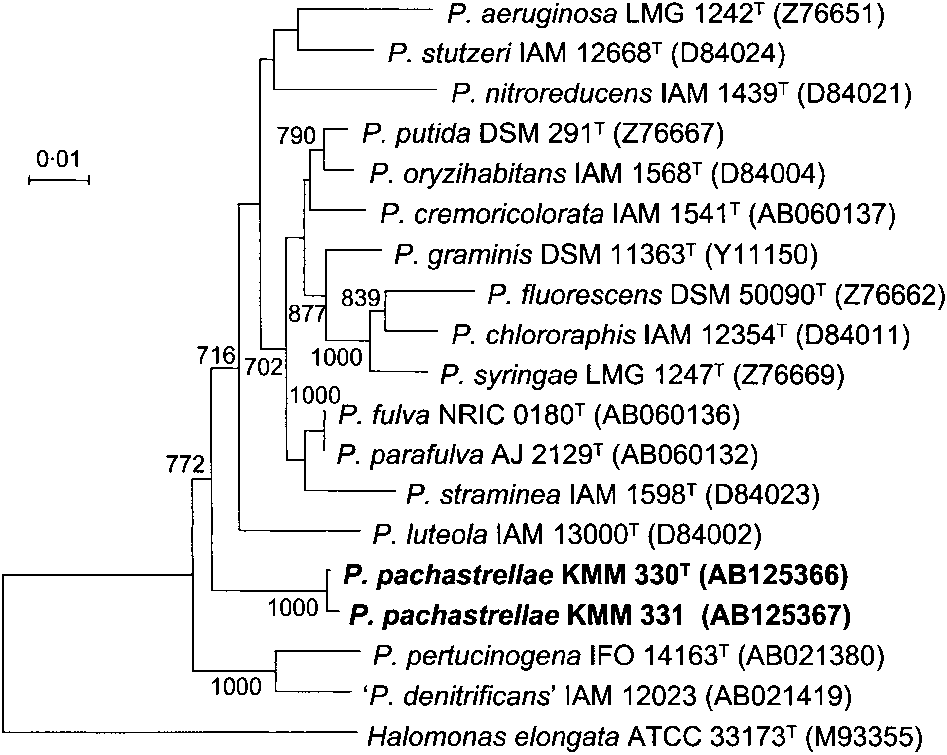 P. aeruginosa LMG 1242ᵀ (Z76651)
P. stutzeri IAM 12668ᵀ (D84024)
P. nitroreducens IAM 1439ᵀ (D84021)
790 P. putida DSM 291ᵀ (Z76667)
0·01
P. oryzihabitans IAM 1568ᵀ (D84004)
P. cremoricolorata IAM 1541ᵀ (AB060137)
P. graminis DSM 11363ᵀ (Y11150)
839 P. fluorescens DSM 50090ᵀ (Z76662)
877
P. chlororaphis IAM 12354ᵀ (D84011)
716 702 1000
P. syringae LMG 1247ᵀ (Z76669)
1000
P. fulva NRIC 0180ᵀ (AB060136)
P. parafulva AJ 2129ᵀ (AB060132)
772
P. straminea IAM 1598ᵀ (D84023)
P. luteola IAM 13000ᵀ (D84002)
P. pachastrellae KMM 330ᵀ (AB125366)
1000 P. pachastrellae KMM 331 (AB125367)
P. pertucinogena IFO 14163ᵀ (AB021380)
1000 ‘P. denitrificans’ IAM 12023 (AB021419)
Halomonas elongata ATCC 33173ᵀ (M93355)